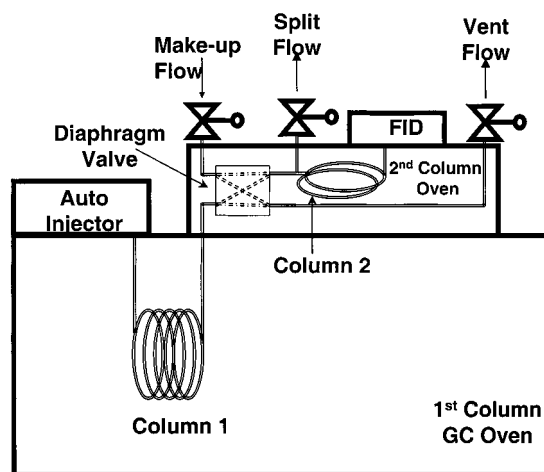 Make-up
Flow
Split
Flow
Vent
Flow
Diaphragm
Valve
FID
2nd Column
Oven
Auto
Injector
Column 2
Column 1
1st Column
GC Oven